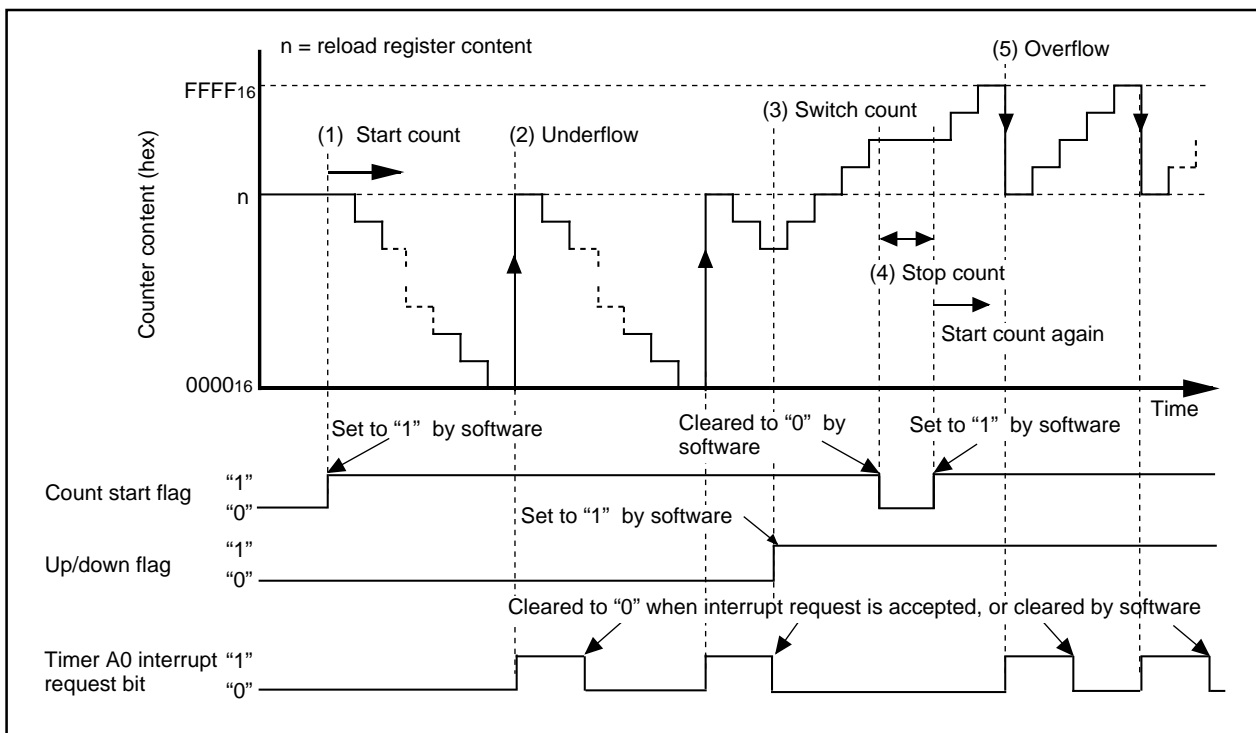 n = reload register content
(5) Overflow
FFFF16
(3) Switch count
(1) Start count
(2) Underflow
Counter content (hex)
n
(4) Stop count
Start count again
000016
Time
Set to “1” by software
Cleared to “0” by
software
Set to “1” by software
Count start flag
“1”
“0”
Set to “1” by software
Up/down flag
“1”
“0”
Cleared to “0” when interrupt request is accepted, or cleared by software
Timer A0 interrupt
request bit
“1”
“0”